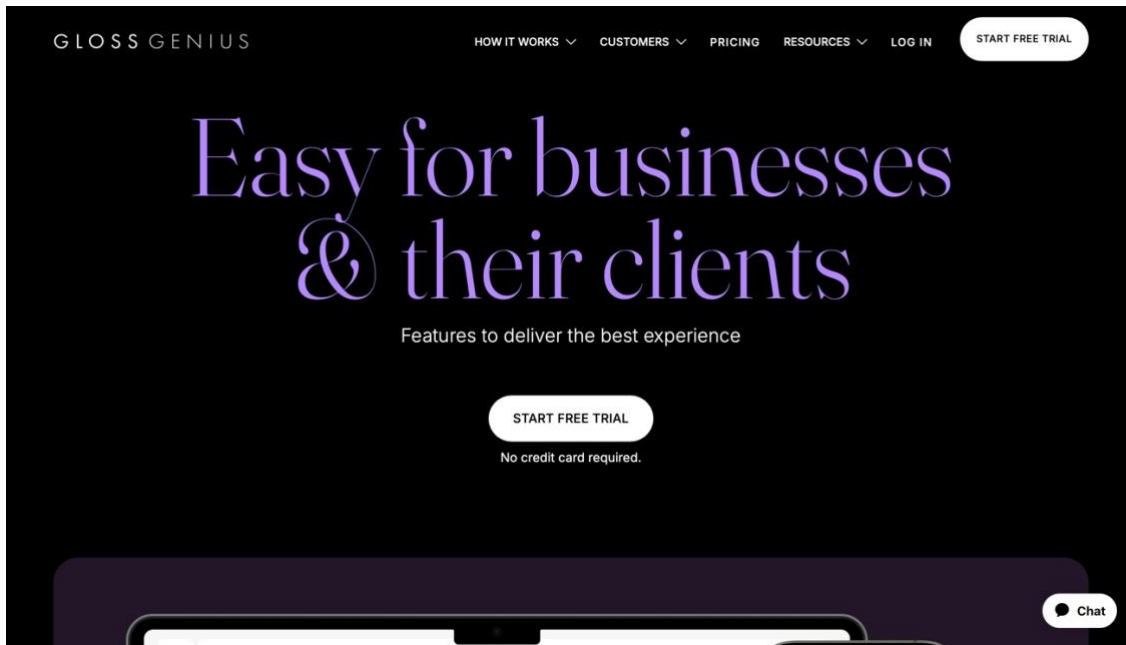 GLOSS GENIUS
HOW IT WORKS
CUSTOMERS
PRICING
RESOURCES
LOG IN
START FREE TRIAL
Easy for businesses
& their clients
Features to deliver the best experience
START FREE TRIAL
No credit card required.
Chat